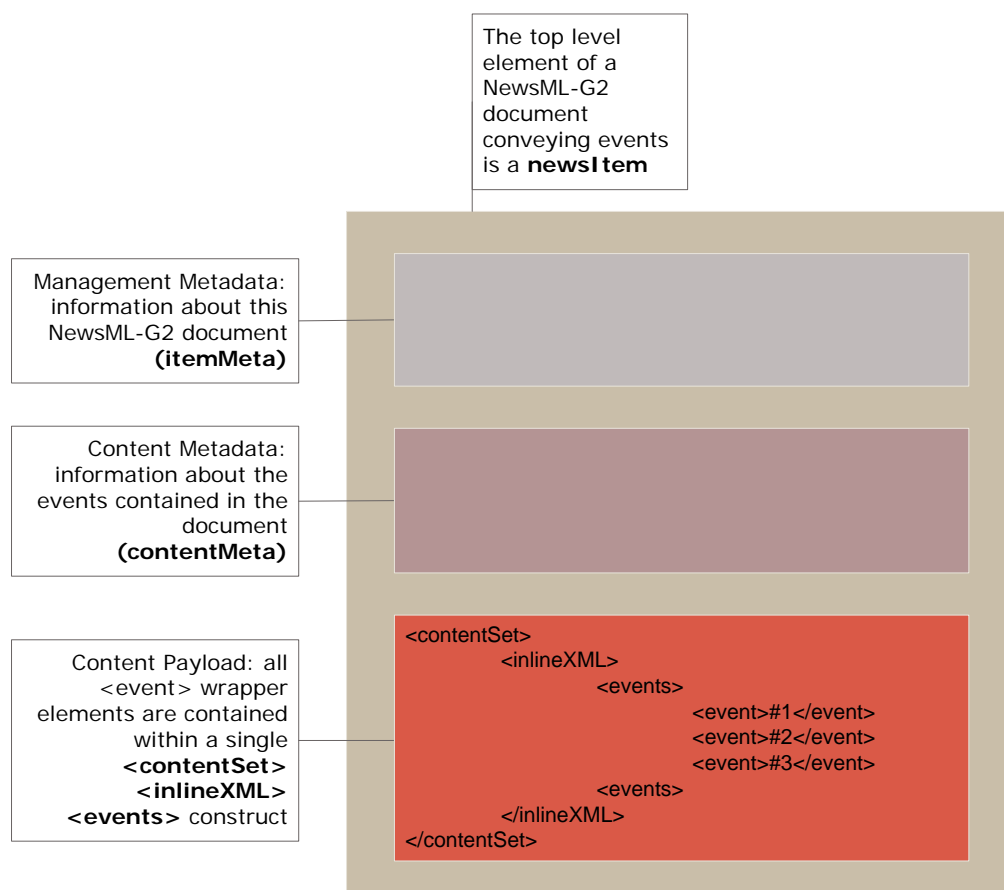 The top level
element of a
NewsML-G2
document
conveying events
is a newsItem
Management Metadata:
information about this
NewsML-G2 document
(itemMeta)
Content Metadata:
information about the
events contained in the
document
(contentMeta)
Content Payload: all
<event> wrapper
elements are contained
within a single
<contentSet>
<inlineXML>
<events> construct
<contentSet>
<inlineXML>
<events>
<event>#1</event>
<event>#2</event>
<event>#3</event>
<events>
</inlineXML>
</contentSet>